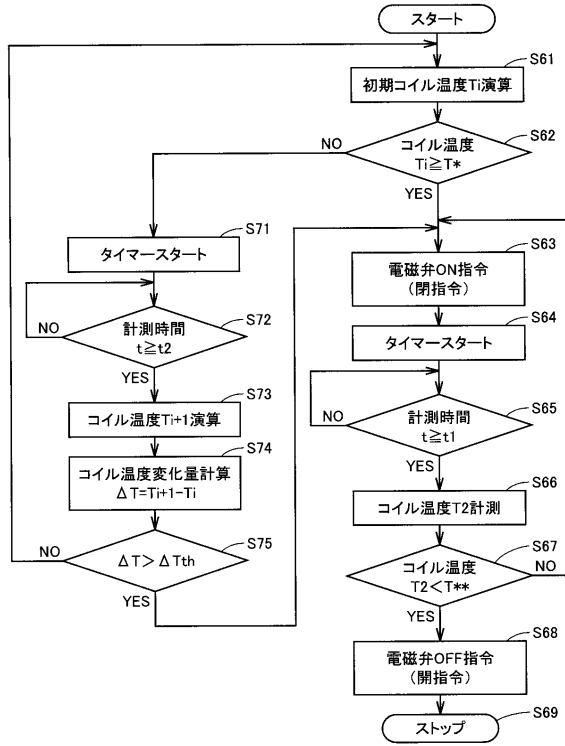 スタート
S61
初期コイル温度Ti演算
S62
コイル温度
Ti≧T*
NO
YES
S71
タイマースタート
S63
電磁弁ON指令
(閉指令)
S72
計測時間
t≧t2
NO
YES
S64
タイマースタート
S65
計測時間
t≧t1
NO
YES
S73
コイル温度Ti+1演算
S74
コイル温度変化量計算
ΔT=Ti+1-Ti
S66
コイル温度T2計測
S75
ΔT>ΔTth
NO
YES
S67
コイル温度
T2<T**
NO
YES
S68
電磁弁OFF指令
(開指令)
S69
ストップ